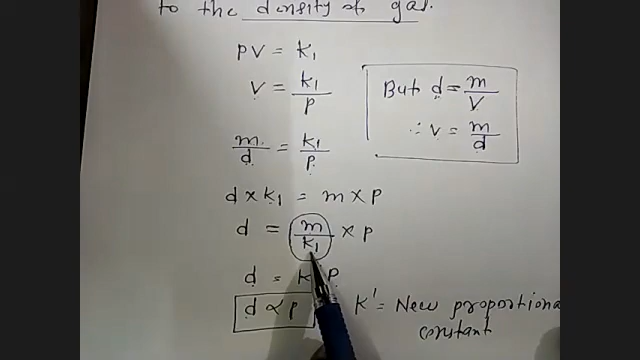 to the density of gas.
PV = K₁
V = K₁/P
But d = m/V
∴ V = m/d
m/d = K₁/P
d × K₁ = m × P
d = m/K₁ × P
d = K P
d ∝ P
K' = New proportional
constant